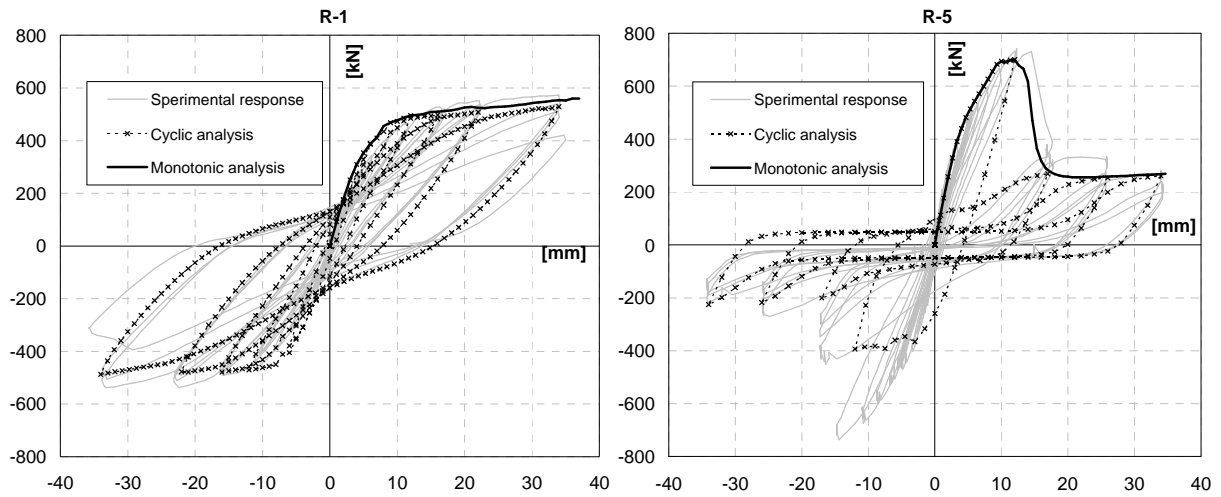 R-1
R-5
800
600
400
200
0
-200
-400
-600
-800
-40 -30 -20 -10 0 10 20 30 40
[kN]
[mm]
Sperimental response
Cyclic analysis
Monotonic analysis
800
600
400
200
0
-200
-400
-600
-800
-40 -30 -20 -10 0 10 20 30 40
[kN]
[mm]
Sperimental response
Cyclic analysis
Monotonic analysis